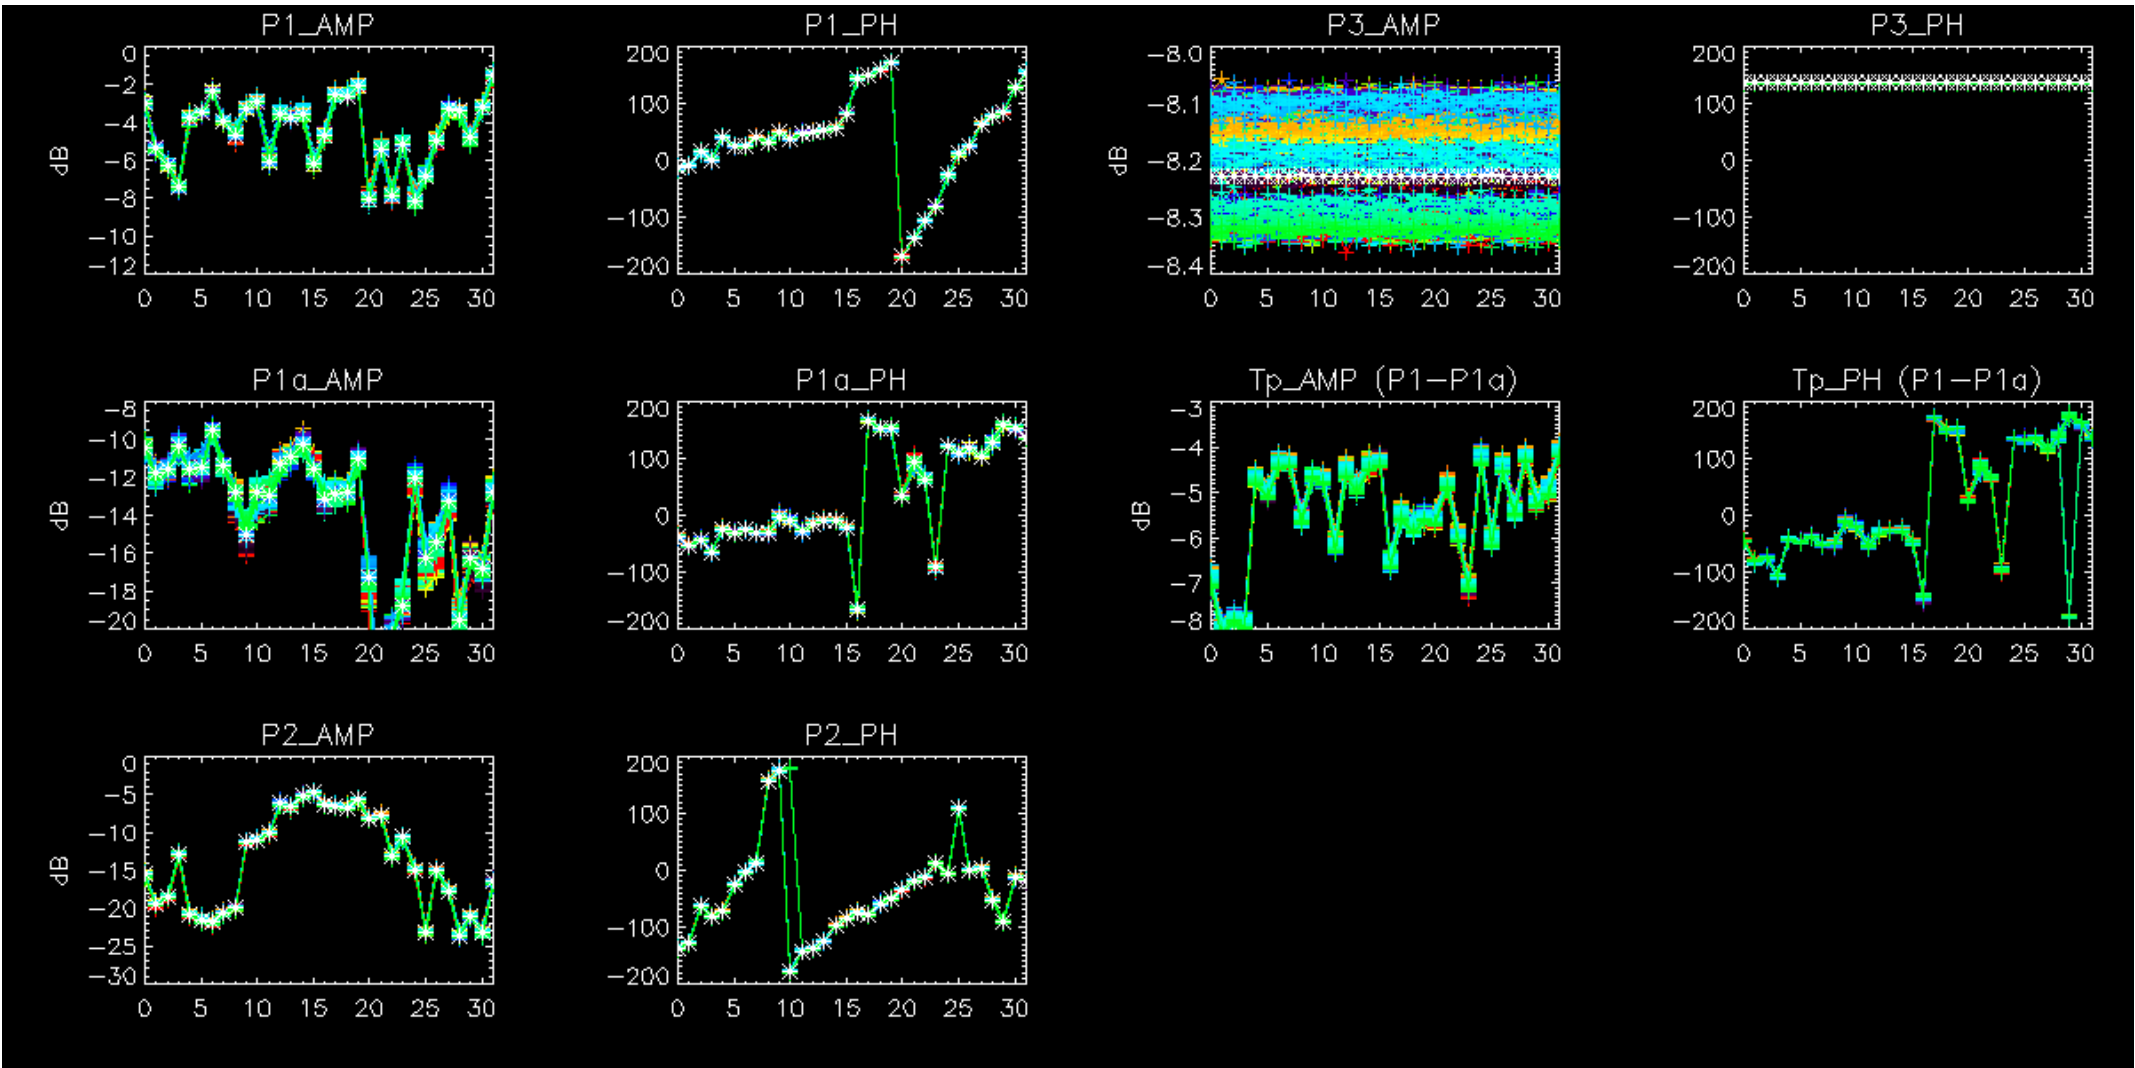 P1_AMP
dB
0
−2
−4
−6
−8
−10
−12
0 5 10 15 20 25 30
P1_PH
200
100
0
−100
−200
0 5 10 15 20 25 30
P3_AMP
dB
−8.0
−8.1
−8.2
−8.3
−8.4
0 5 10 15 20 25 30
P3_PH
200
100
0
−100
−200
0 5 10 15 20 25 30
P1a_AMP
dB
−8
−10
−12
−14
−16
−18
−20
0 5 10 15 20 25 30
P1a_PH
200
100
0
−100
−200
0 5 10 15 20 25 30
Tp_AMP (P1−P1a)
dB
−3
−4
−5
−6
−7
−8
0 5 10 15 20 25 30
Tp_PH (P1−P1a)
200
100
0
−100
−200
0 5 10 15 20 25 30
P2_AMP
dB
0
−5
−10
−15
−20
−25
−30
0 5 10 15 20 25 30
P2_PH
200
100
0
−100
−200
0 5 10 15 20 25 30